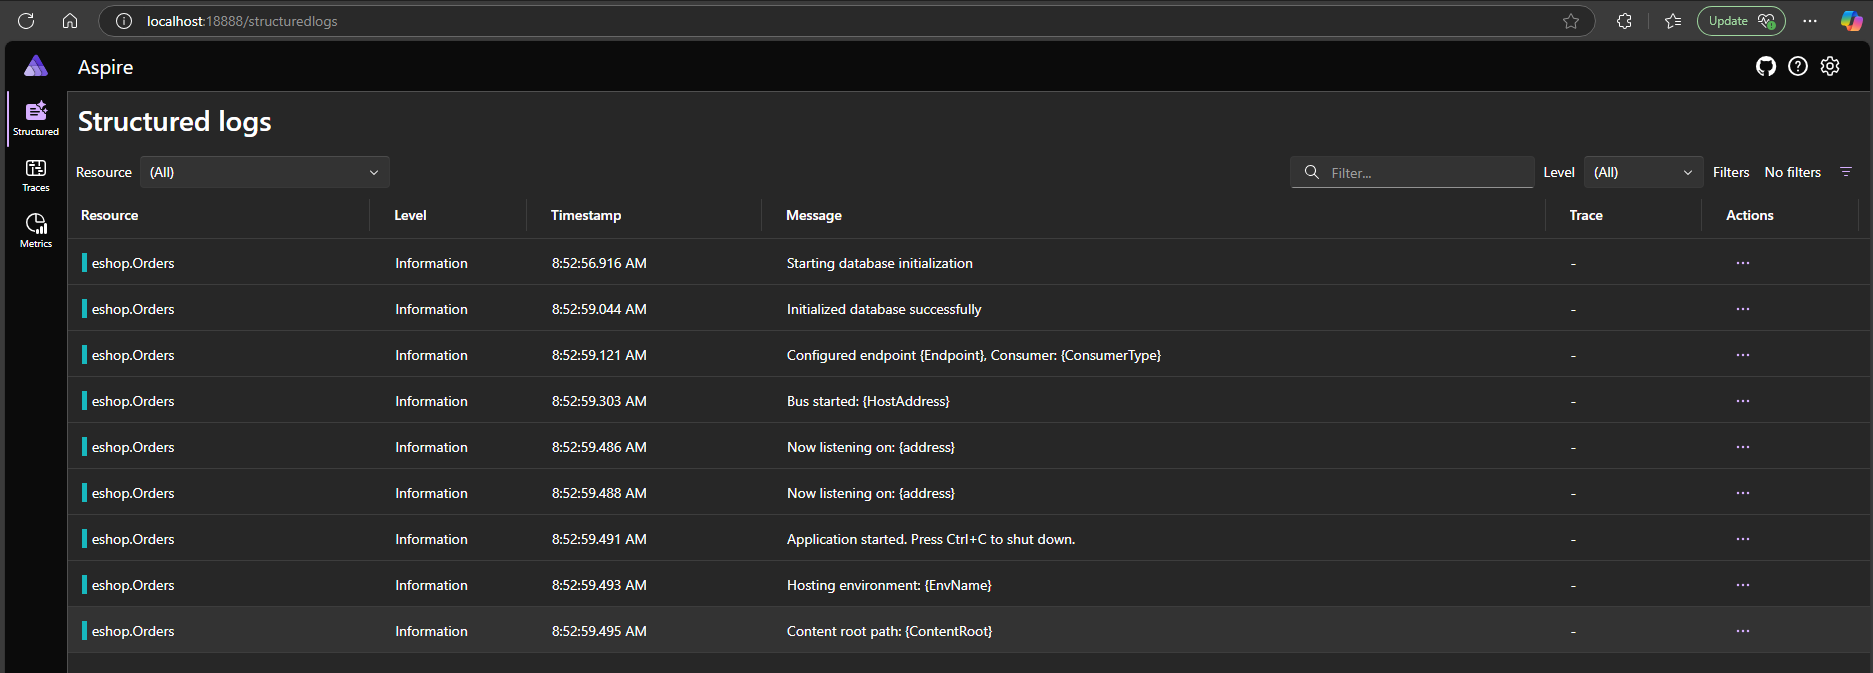 localhost:18888/structuredlogs
Update
Aspire
Structured
Traces
Metrics
Structured logs
Resource (All) Filter... Level (All) Filters No filters
Resource Level Timestamp Message Trace Actions
eshop.Orders Information 8:52:56.916 AM Starting database initialization - ...
eshop.Orders Information 8:52:59.044 AM Initialized database successfully - ...
eshop.Orders Information 8:52:59.121 AM Configured endpoint {Endpoint}, Consumer: {ConsumerType} - ...
eshop.Orders Information 8:52:59.303 AM Bus started: {HostAddress} - ...
eshop.Orders Information 8:52:59.486 AM Now listening on: {address} - ...
eshop.Orders Information 8:52:59.488 AM Now listening on: {address} - ...
eshop.Orders Information 8:52:59.491 AM Application started. Press Ctrl+C to shut down. - ...
eshop.Orders Information 8:52:59.493 AM Hosting environment: {EnvName} - ...
eshop.Orders Information 8:52:59.495 AM Content root path: {ContentRoot} - ...